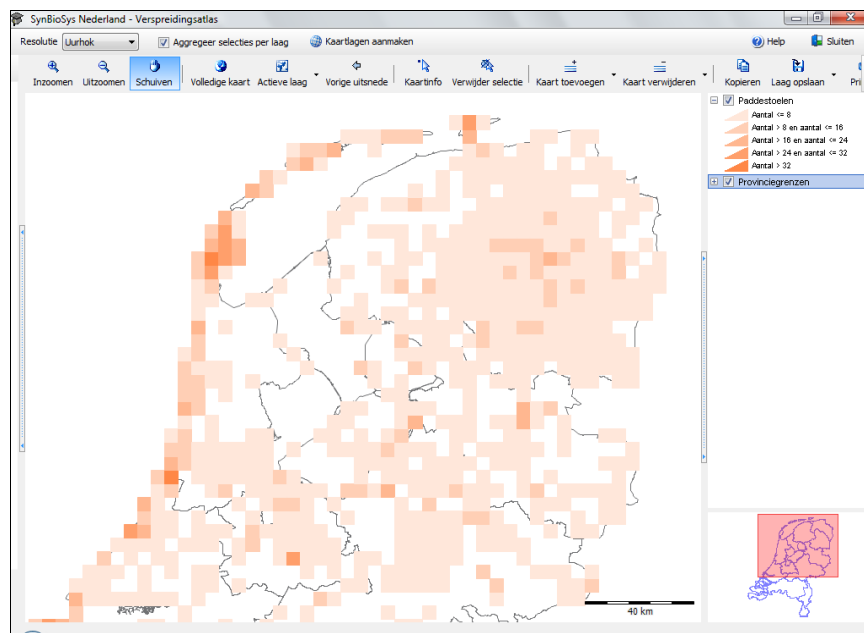 SynBioSys Nederland - Verspreidingsatlas
Resolutie Uurhok Aggregeer selecties per laag Kaartlagen aanmaken Help Sluiten
Inzoomen Uitzoomen Schuiven Volledige kaart Actieve laag Vorige uitsnede Kaartinfo Verwijder selectie Kaart toevoegen Kaart verwijderen Kopiëren Laag opslaan Pri
Paddestoelen
Aantal <= 8
Aantal > 8 en aantal <= 16
Aantal > 16 en aantal <= 24
Aantal > 24 en aantal <= 32
Aantal > 32
Provinciegrenzen
40 km